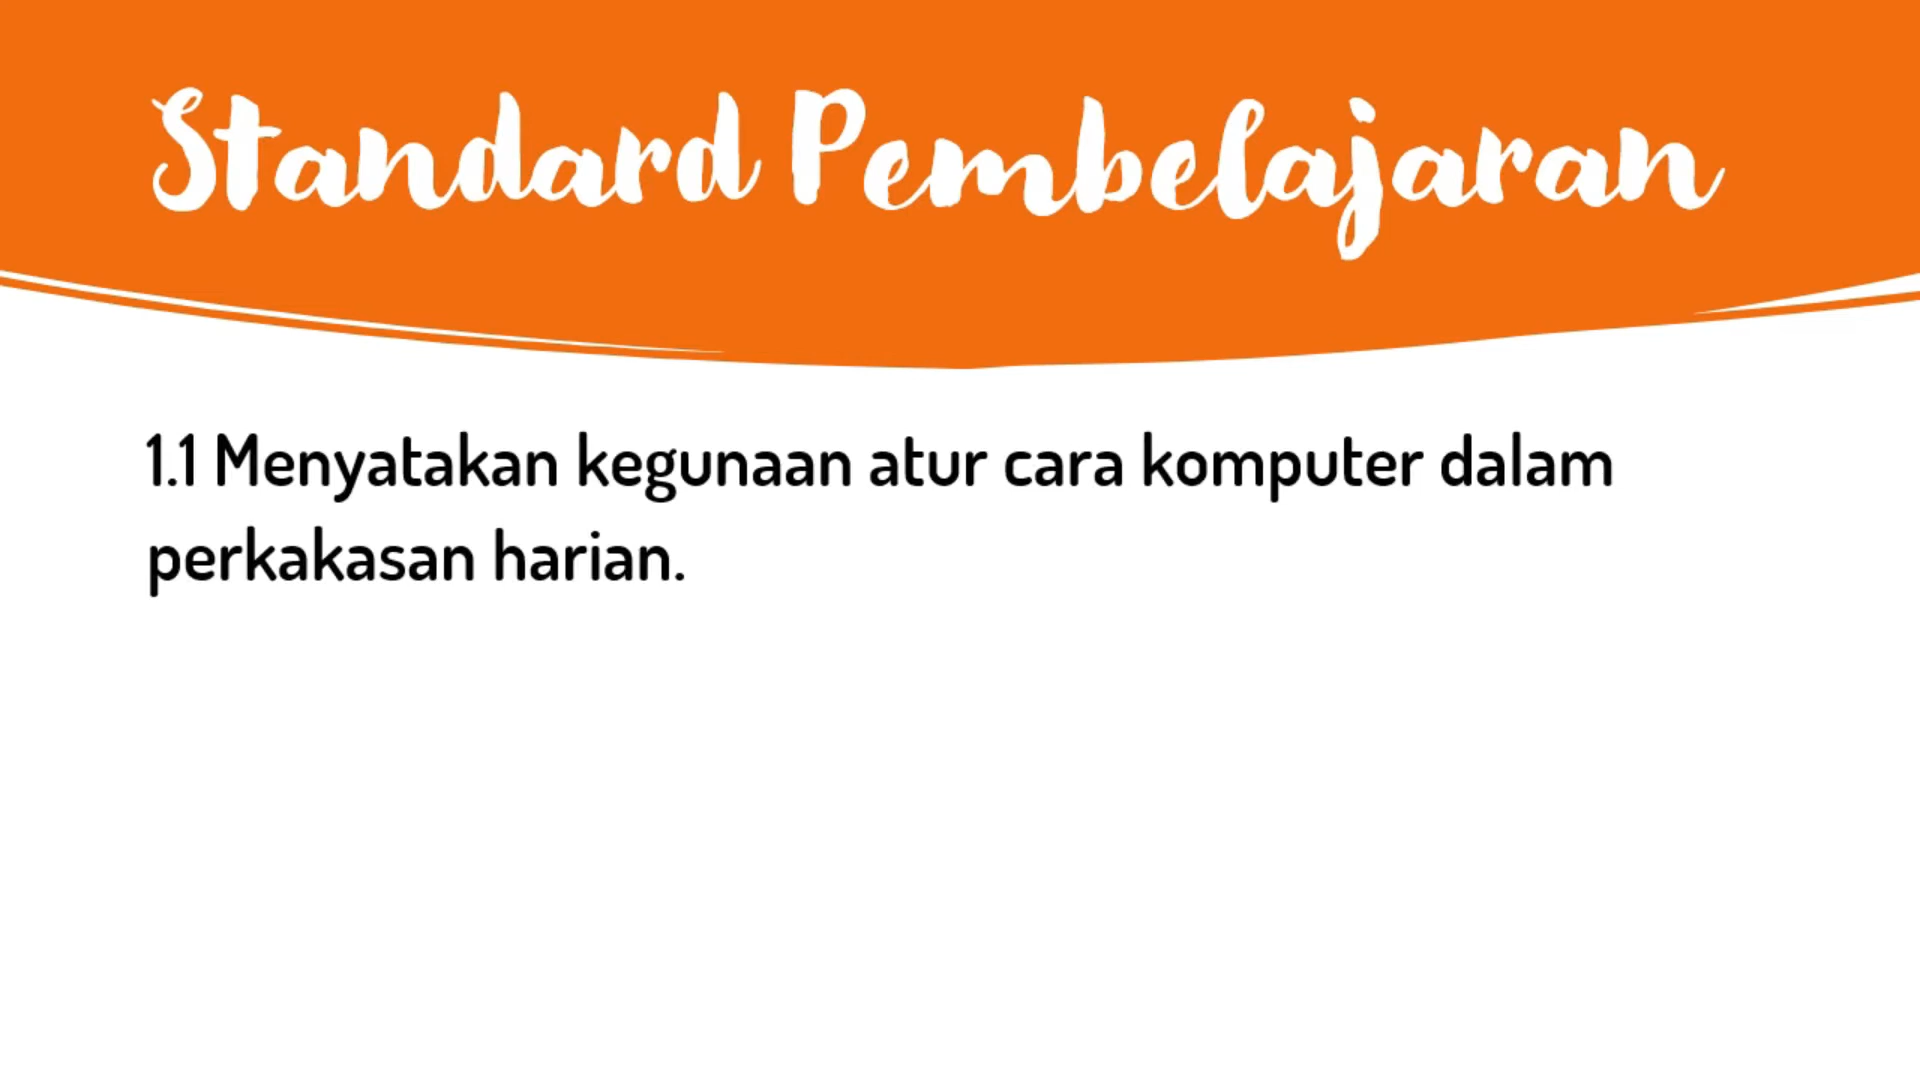 Standard Pembelajaran
1.1 Menyatakan kegunaan atur cara komputer dalam
perkakasan harian.